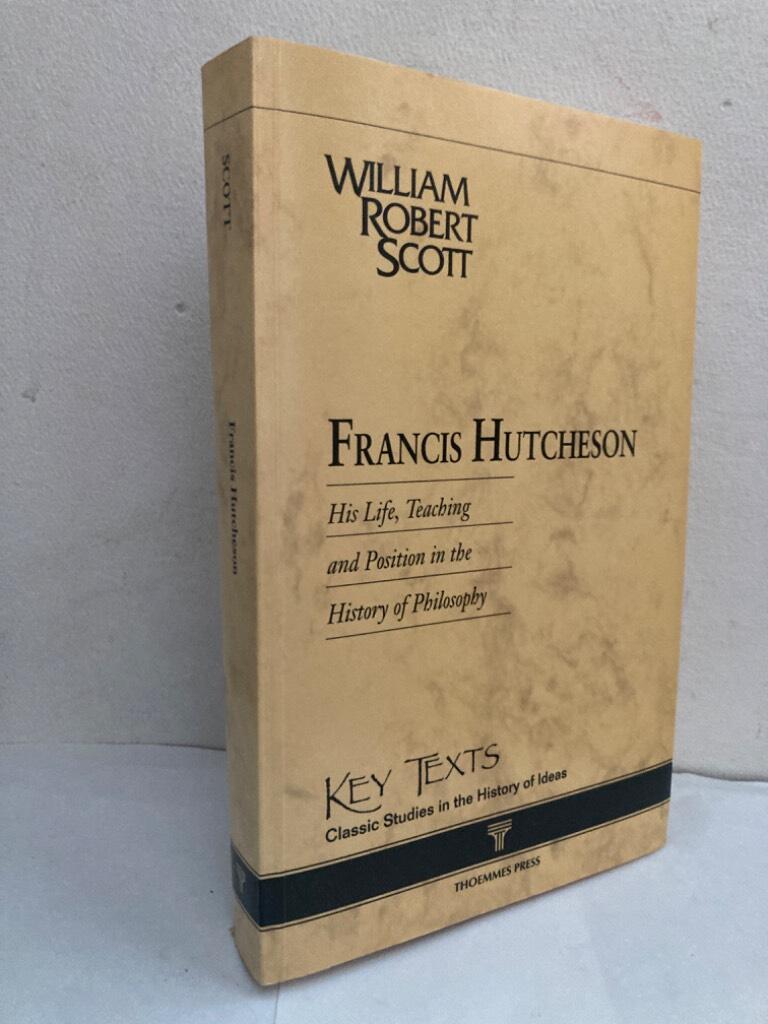 SCOTT
Francis Hutcheson
WILLIAM
ROBERT
SCOTT
FRANCIS HUTCHESON
His Life, Teaching
and Position in the
History of Philosophy
KEY TEXTS
Classic Studies in the History of Ideas
THOEMMES PRESS